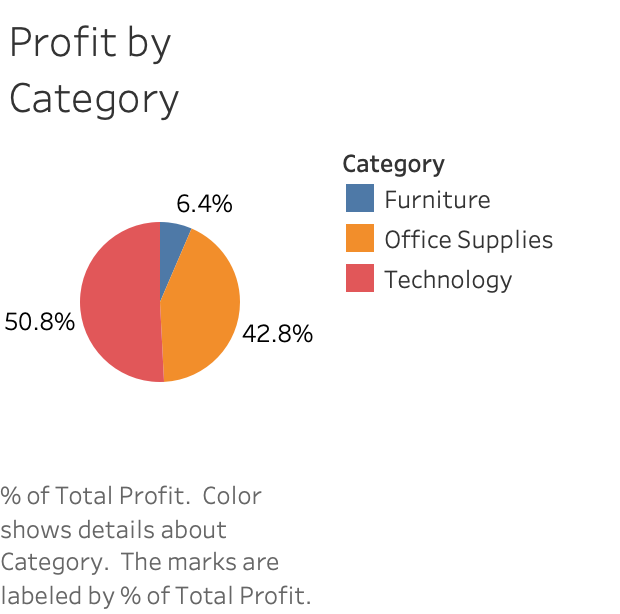 Profit by
Category
Category
Furniture
Office Supplies
Technology
6.4%
50.8%
42.8%
% of Total Profit.  Color
shows details about
Category.  The marks are
labeled by % of Total Profit.